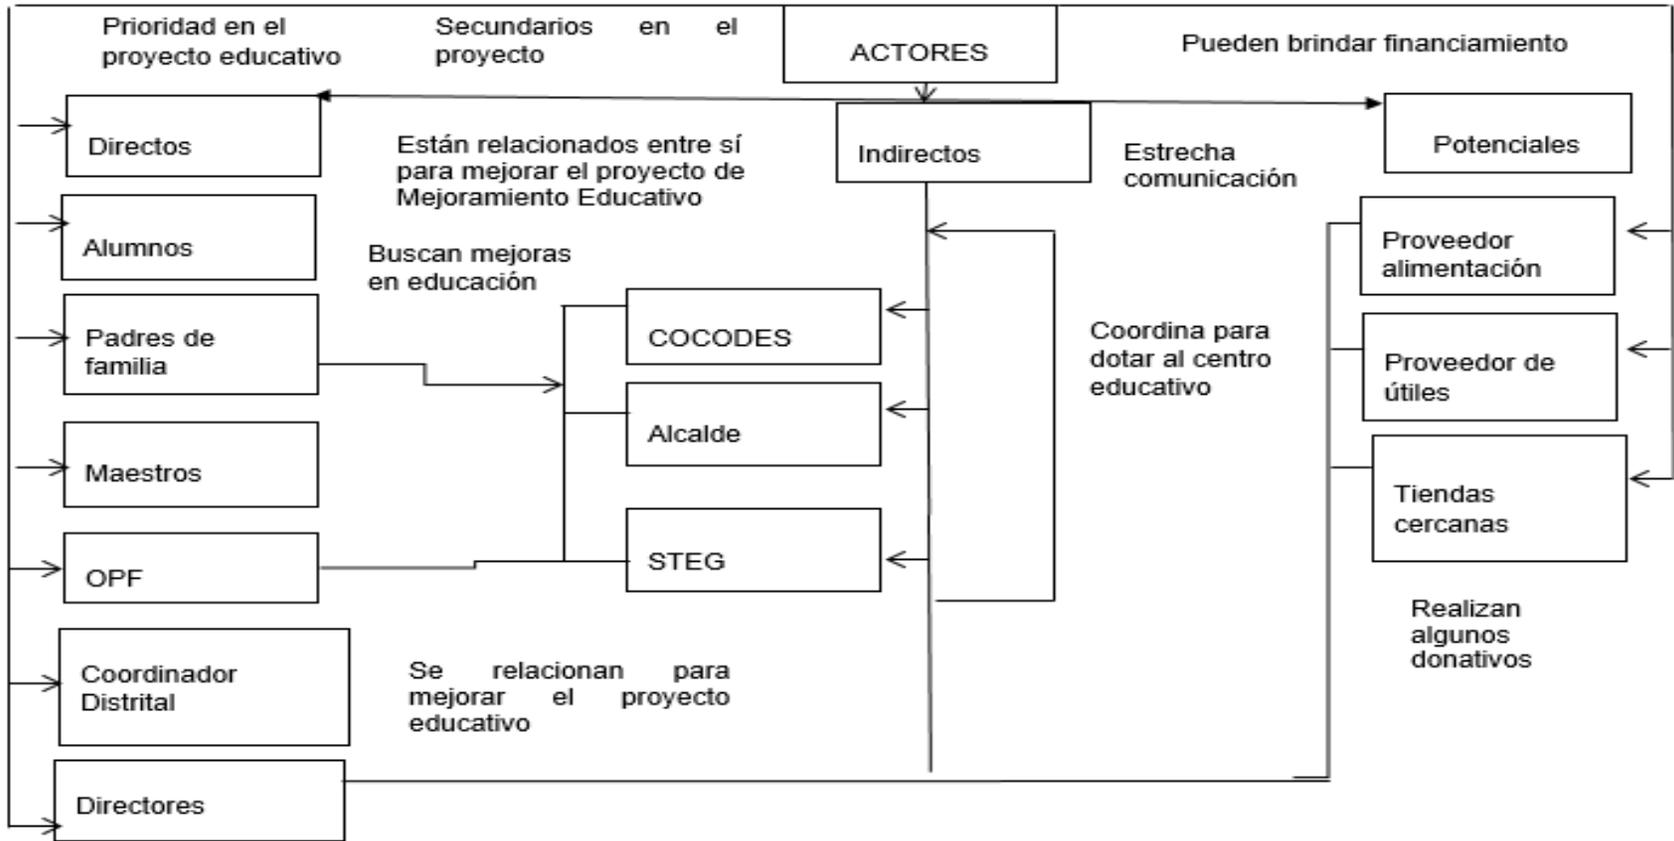 Prioridad en el
proyecto educativo
Secundarios en el
proyecto
ACTORES
Pueden brindar financiamiento
Directos
Están relacionados entre sí
para mejorar el proyecto de
Mejoramiento Educativo
Indirectos
Estrecha
comunicación
Potenciales
Alumnos
Buscan mejoras
en educación
Proveedor
alimentación
Padres de
familia
COCODES
Coordina para
dotar al centro
educativo
Proveedor de
útiles
Alcalde
Maestros
Tiendas
cercanas
OPF
STEG
Realizan
algunos
donativos
Coordinador
Distrital
Se relacionan para
mejorar el proyecto
educativo
Directores